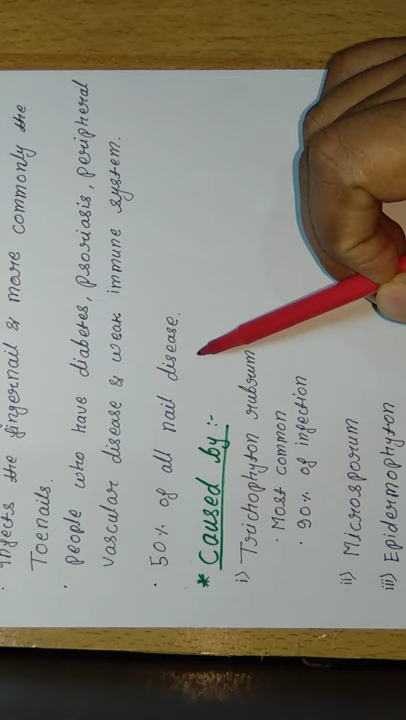 · Infects the fingernail & more commonly the
Toenails.
· people who have diabetes, psoriasis, peripheral
vascular disease & weak immune system.
· 50% of all nail disease.
* Caused by :-
i) Trichophyton rubrum
· Most common
· 90% of infection
ii) Microsporum
iii) Epidermophyton